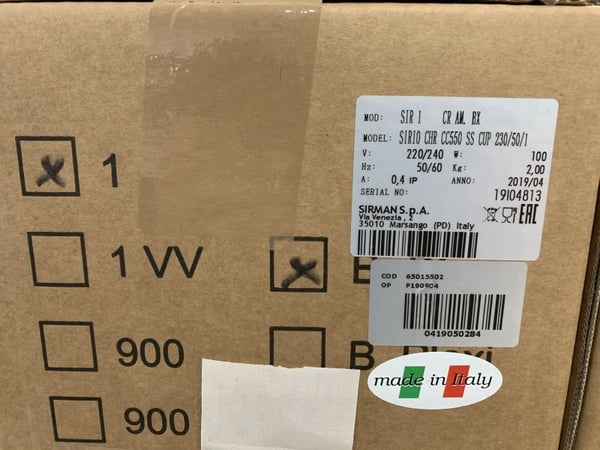 MOD: SIR 1 CR AM. BX
MODEL: SIRIO CHR CC550 SS CUP 230/50/1
V: 220/240 W: 100
Hz: 50/60 Kg: 2,00
A: 0,4 IP ANNO: 2019/04
SERIAL NO: 19I04813
SIRMAN S.p.A.
Via Venezia, 2
35010 Marsango (PD) Italy
EAC
COD 65015502
OP P190904
0419050284
made in Italy
1
1 VV
900
B
900